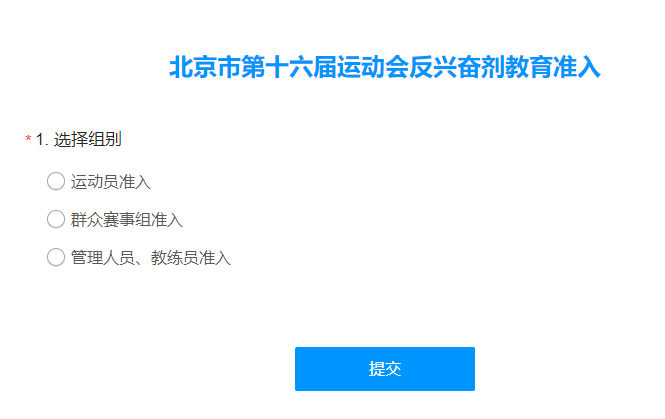 北京市第十六届运动会反兴奋剂教育准入
* 1. 选择组别
运动员准入
群众赛事组准入
管理人员、教练员准入
提交